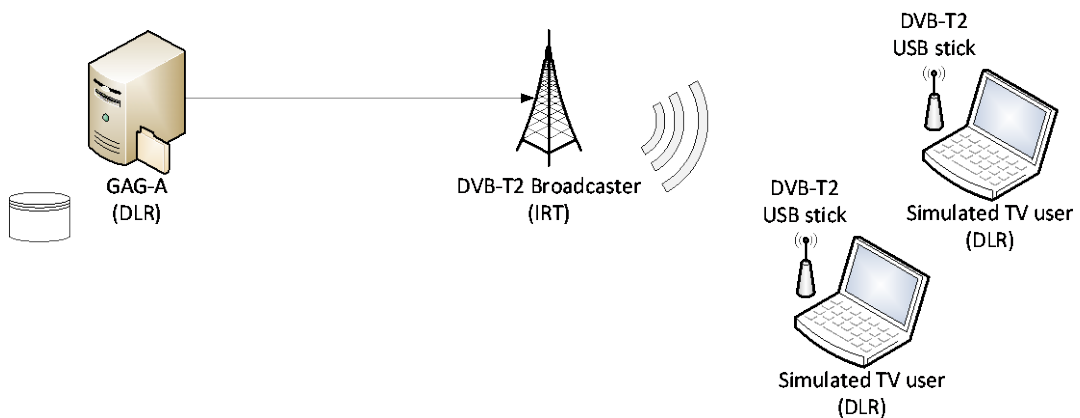 DVB-T2
USB stick
GAG-A
(DLR)
DVB-T2 Broadcaster
(IRT)
DVB-T2
USB stick
Simulated TV user
(DLR)
Simulated TV user
(DLR)